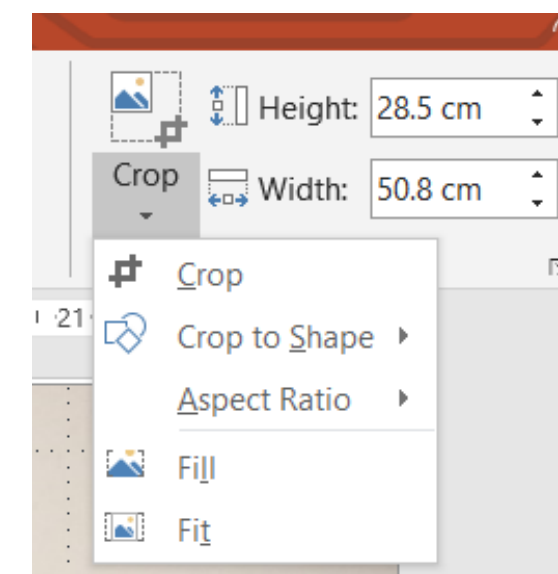 Height: 28.5 cm
Crop
Width: 50.8 cm
Crop
21
Crop to Shape
Aspect Ratio
Fill
Fit